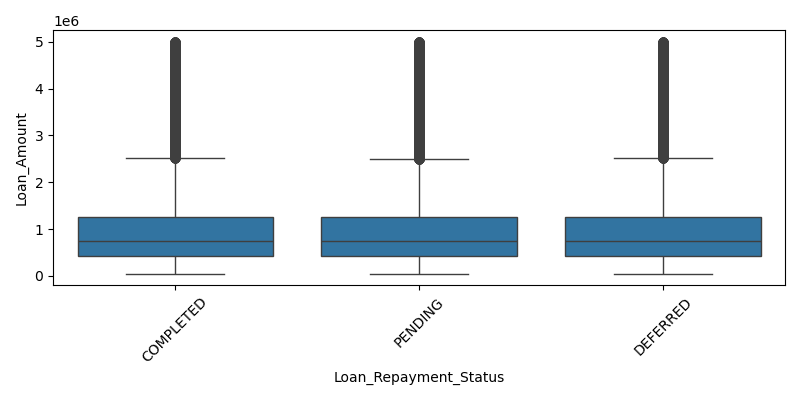 1e6
5
4
3
2
1
0
Loan_Amount
COMPLETED
PENDING
DEFERRED
Loan_Repayment_Status